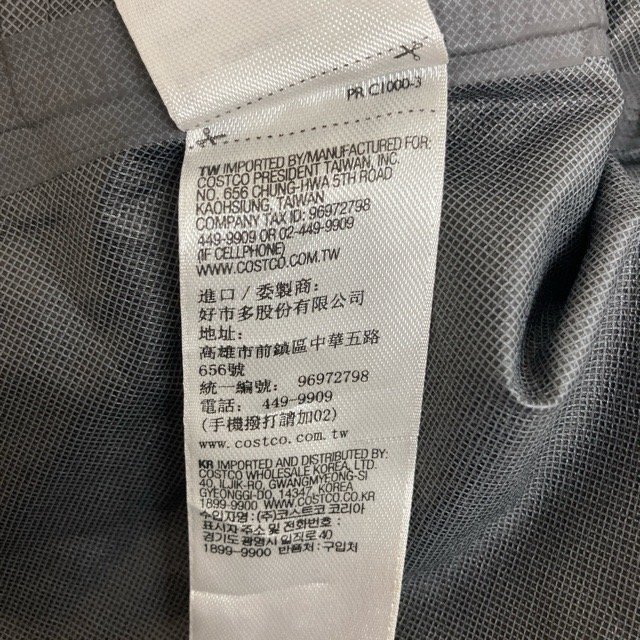 PR C1000-3
TW IMPORTED BY/MANUFACTURED FOR:
COSTCO PRESIDENT TAIWAN, INC.
NO. 656 CHUNG-HWA 5TH ROAD
KAOHSIUNG, TAIWAN
COMPANY TAX ID: 96972798
449-9909 OR 02-449-9909
(IF CELLPHONE)
WWW.COSTCO.COM.TW
進口/委製商:
好市多股份有限公司
地址:
高雄市前鎮區中華五路
656號
統一編號: 96972798
電話: 449-9909
(手機撥打請加02)
www.costco.com.tw
KR IMPORTED AND DISTRIBUTED BY:
COSTCO WHOLESALE KOREA, LTD.
40, ILJIK-RO, GWANGMYEONG-SI
GYEONGGI-DO, 14347, KOREA
1899-9900 WWW.COSTCO.CO.KR
수입자명 : (주)코스트코 코리아
표시자 주소 및 전화번호 :
경기도 광명시 일직로 40
1899-9900 반품처: 구입처